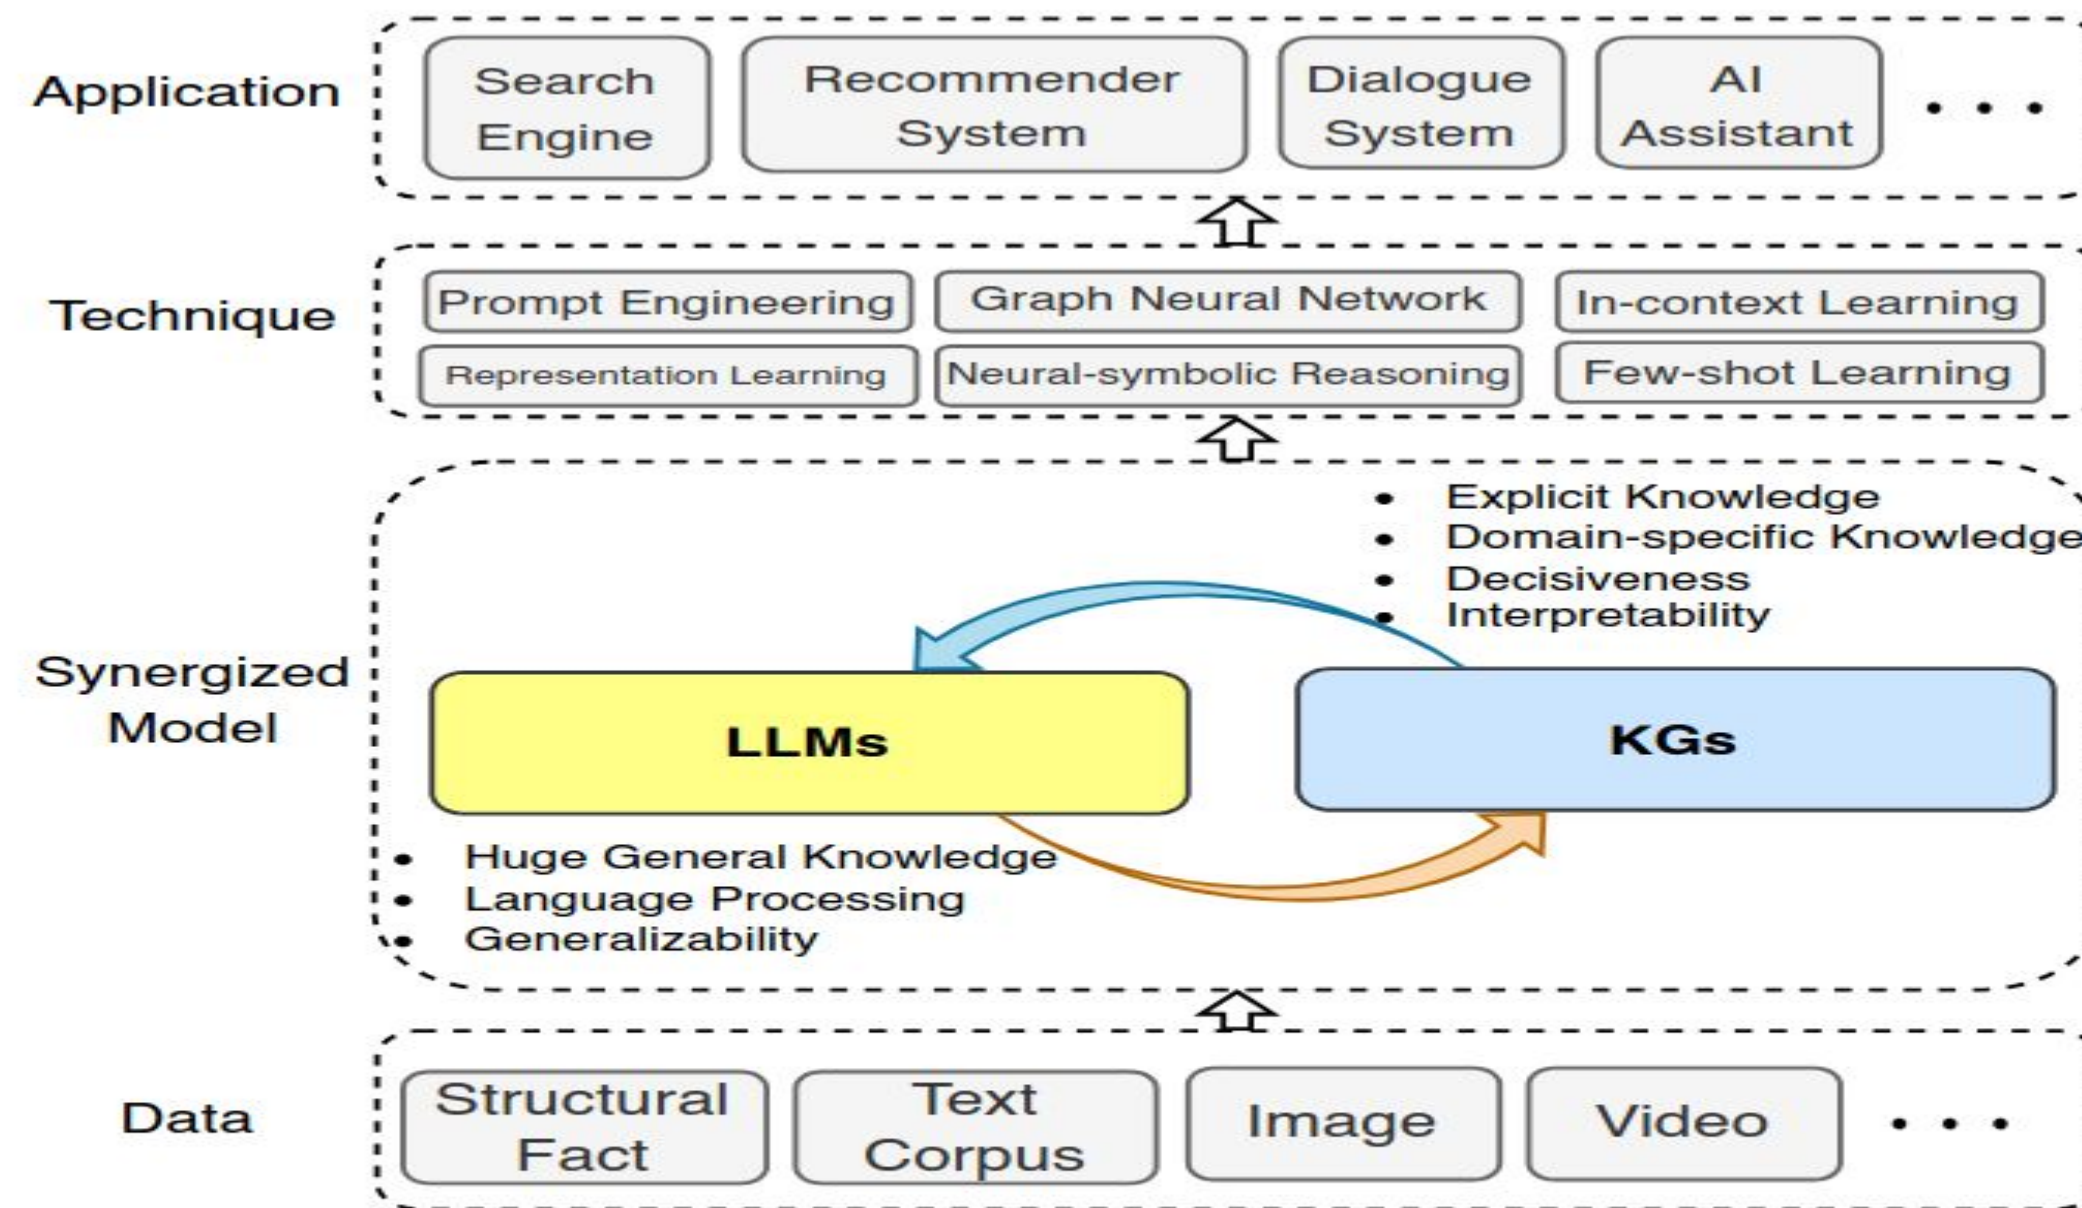 Application
Search
Engine
Recommender
System
Dialogue
System
AI
Assistant
. . .
Technique
Prompt Engineering
Graph Neural Network
In-context Learning
Representation Learning
Neural-symbolic Reasoning
Few-shot Learning
Synergized
Model
• Explicit Knowledge
• Domain-specific Knowledge
• Decisiveness
• Interpretability
LLMs
KGs
• Huge General Knowledge
• Language Processing
• Generalizability
Data
Structural
Fact
Text
Corpus
Image
Video
. . .